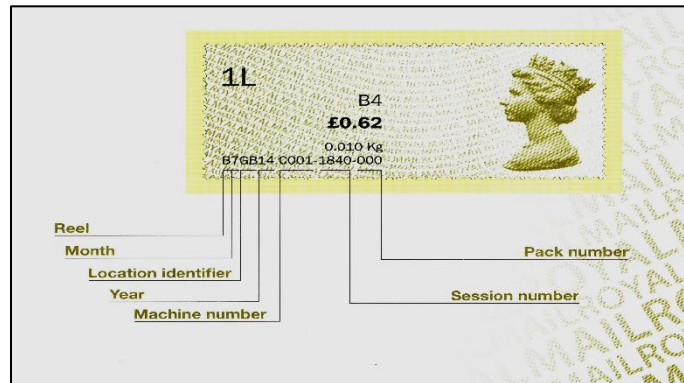 1L
B4
£0.62
0.010 Kg
B7GB14 C001-1840-000
Reel
Month
Location identifier
Year
Machine number
Pack number
Session number